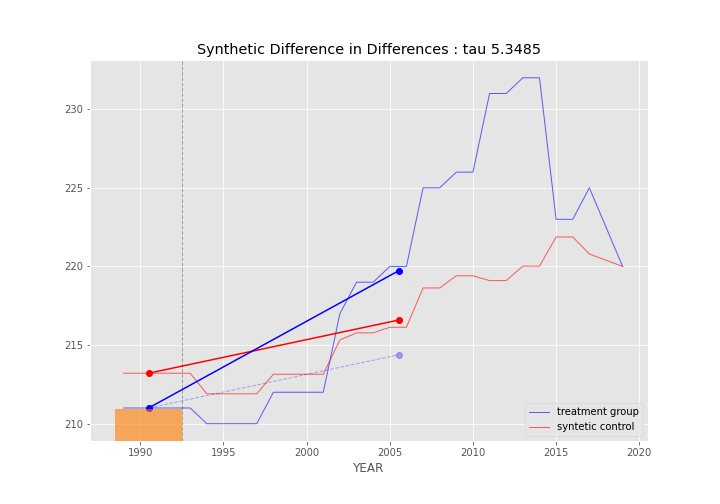 Synthetic Difference in Differences : tau 5.3485
230
225
220
215
210
treatment group
syntetic control
1990 1995 2000 2005 2010 2015 2020
YEAR